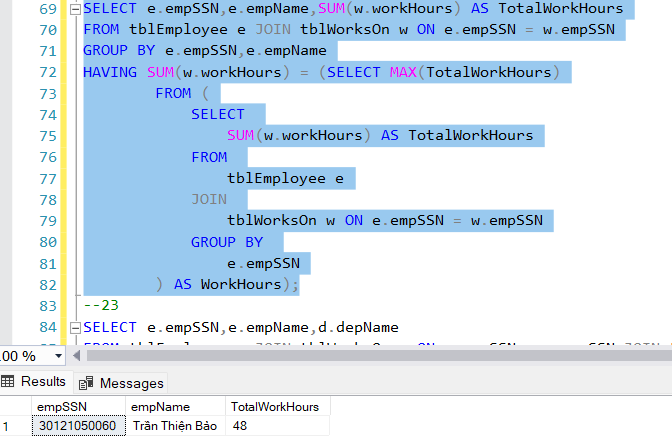 69 SELECT e.empSSN,e.empName,SUM(w.workHours) AS TotalWorkHours
70 FROM tblEmployee e JOIN tblWorksOn w ON e.empSSN = w.empSSN
71 GROUP BY e.empSSN,e.empName
72 HAVING SUM(w.workHours) = (SELECT MAX(TotalWorkHours)
73 FROM (
74 SELECT
75 SUM(w.workHours) AS TotalWorkHours
76 FROM
77 tblEmployee e
78 JOIN
79 tblWorksOn w ON e.empSSN = w.empSSN
80 GROUP BY
81 e.empSSN
82 ) AS WorkHours);
83 --23
84 SELECT e.empSSN,e.empName,d.depName
.00 %
Results Messages
empSSN empName TotalWorkHours
1 30121050060 Trần Thiện Bảo 48